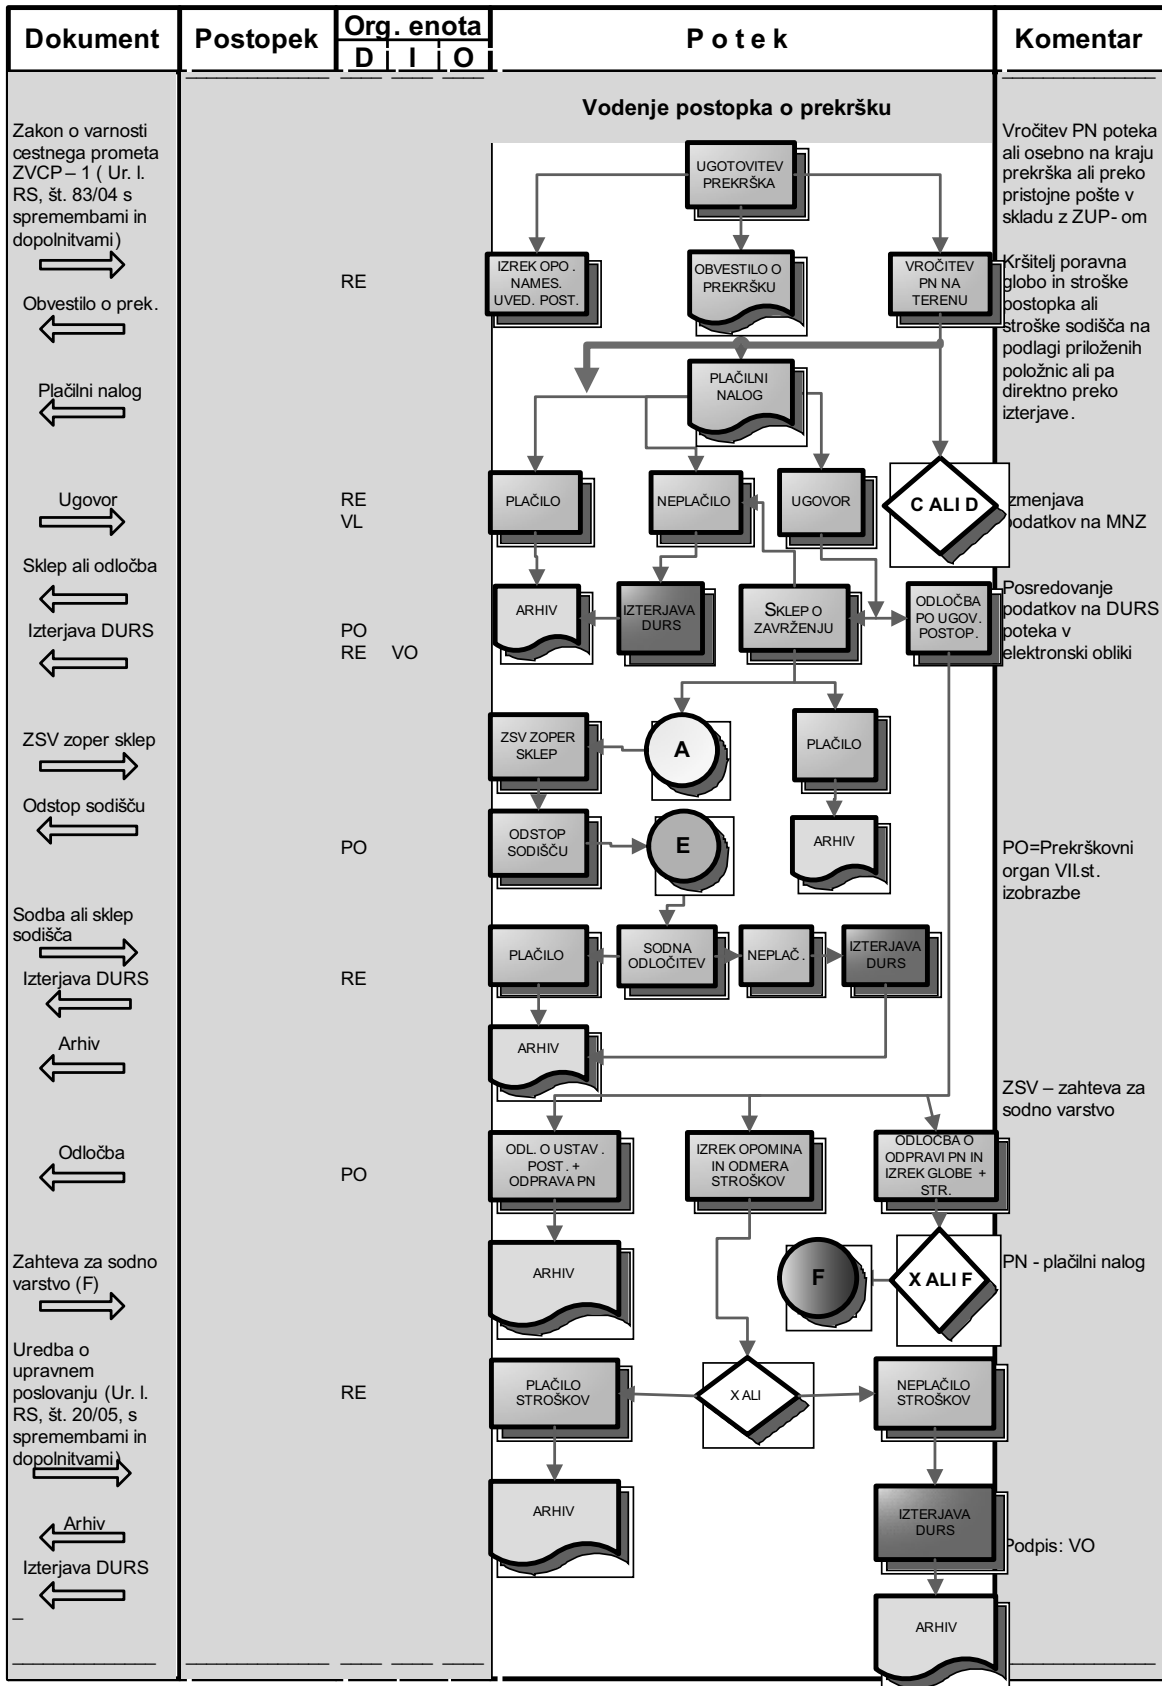 Dokument
Postopek
Org. enota
D I O
Potek
Komentar
Vodenje postopka o prekršku
Zakon o varnosti
cestnega prometa
ZVCP – 1 ( Ur. l.
RS, št. 83/04 s
spremembami in
dopolnitvami)
Obvestilo o prek.
Plačilni nalog
Ugovor
Sklep ali odločba
Izterjava DURS
ZSV zoper sklep
Odstop sodišču
Sodba ali sklep
sodišča
Izterjava DURS
Arhiv
Odločba
Zahteva za sodno
varstvo (F)
Uredba o
upravnem
poslovanju (Ur. l.
RS, št. 20/05, s
spremembami in
dopolnitvami)
Arhiv
Izterjava DURS
–
RE
RE
VL
PO
RE VO
PO
RE
PO
RE
UGOTOVITEV
PREKRŠKA
IZREK OPO .
NAMES.
UVED. POST.
OBVESTILO O
PREKRŠKU
VROČITEV
PN NA
TERENU
PLAČILNI
NALOG
PLAČILO
NEPLAČILO
UGOVOR
C ALI D
ARHIV
IZTERJAVA
DURS
SKLEP O
ZAVRŽENJU
ODLOČBA
PO UGOV.
POSTOP.
ZSV ZOPER
SKLEP
A
PLAČILO
ODSTOP
SODIŠČU
E
ARHIV
PLAČILO
SODNA
ODLOČITEV
NEPLAČ.
IZTERJAVA
DURS
ARHIV
ODL. O USTAV .
POST. +
ODPRAVA PN
IZREK OPOMINA
IN ODMERA
STROŠKOV
ODLOČBA O
ODPRAVI PN IN
IZREK GLOBE +
STR.
ARHIV
F
X ALI F
PLAČILO
STROŠKOV
X ALI
NEPLAČILO
STROŠKOV
ARHIV
IZTERJAVA
DURS
ARHIV
Vročitev PN poteka
ali osebno na kraju
prekrška ali preko
pristojne pošte v
skladu z ZUP- om
Kršitelj poravna
globo in stroške
postopka ali
stroške sodišča na
podlagi priloženih
položnic ali pa
direktno preko
izterjave.
Izmenjava
podatkov na MNZ
Posredovanje
podatkov na DURS
poteka v
elektronski obliki
PO=Prekrškovni
organ VII.st.
izobrazbe
ZSV – zahteva za
sodno varstvo
PN - plačilni nalog
Podpis: VO